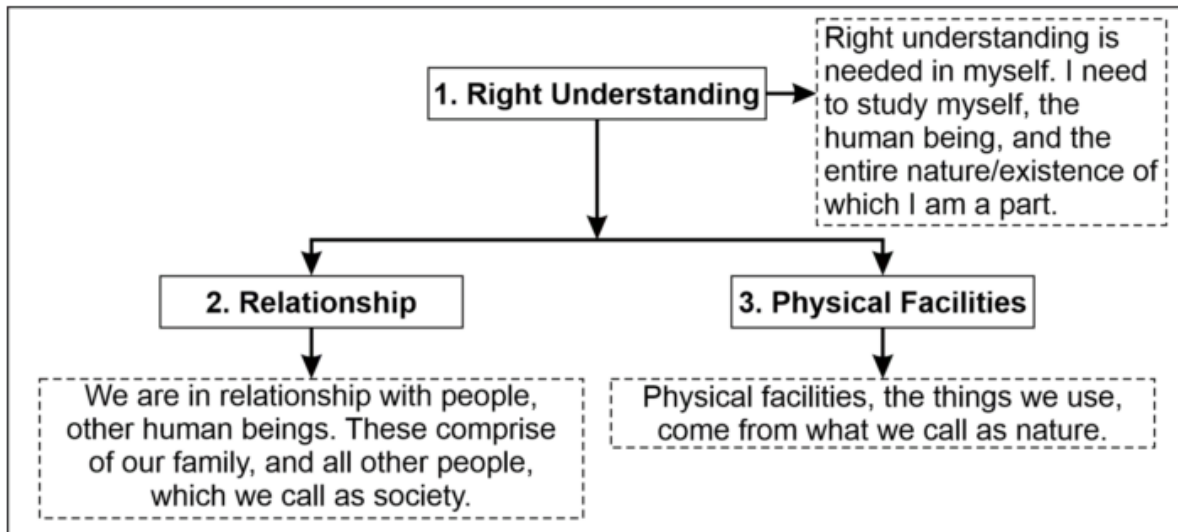 1. Right Understanding
Right understanding is
needed in myself. I need
to study myself, the
human being, and the
entire nature/existence of
which I am a part.
2. Relationship
We are in relationship with people,
other human beings. These comprise
of our family, and all other people,
which we call as society.
3. Physical Facilities
Physical facilities, the things we use,
come from what we call as nature.